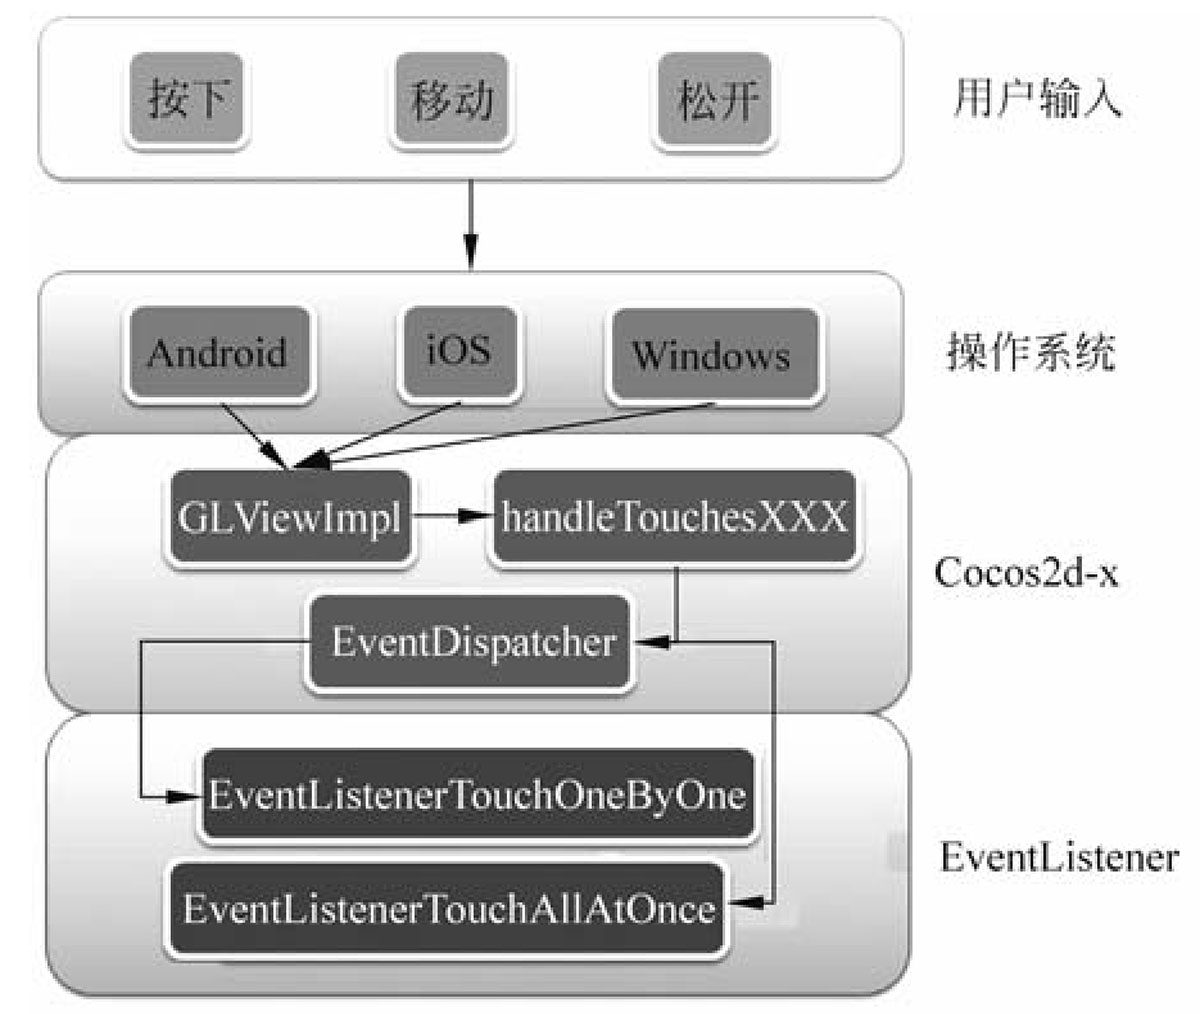 按下 移动 松开 用户输入
Android iOS Windows 操作系统
GLViewImpl handleTouchesXXX
Cocos2d-x
EventDispatcher
EventListenerTouchOneByOne
EventListener
EventListenerTouchAllAtOnce